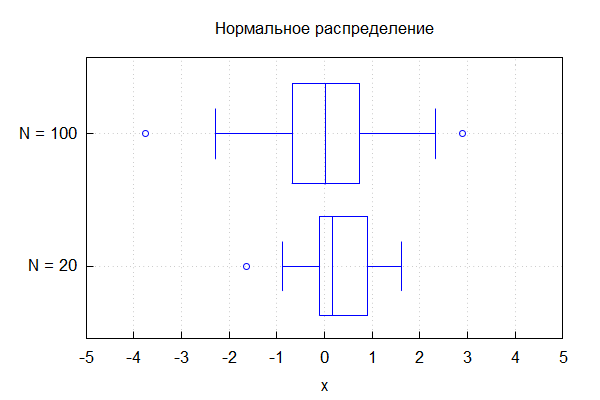 Нормальное распределение
N = 100
N = 20
-5 -4 -3 -2 -1 0 1 2 3 4 5
x